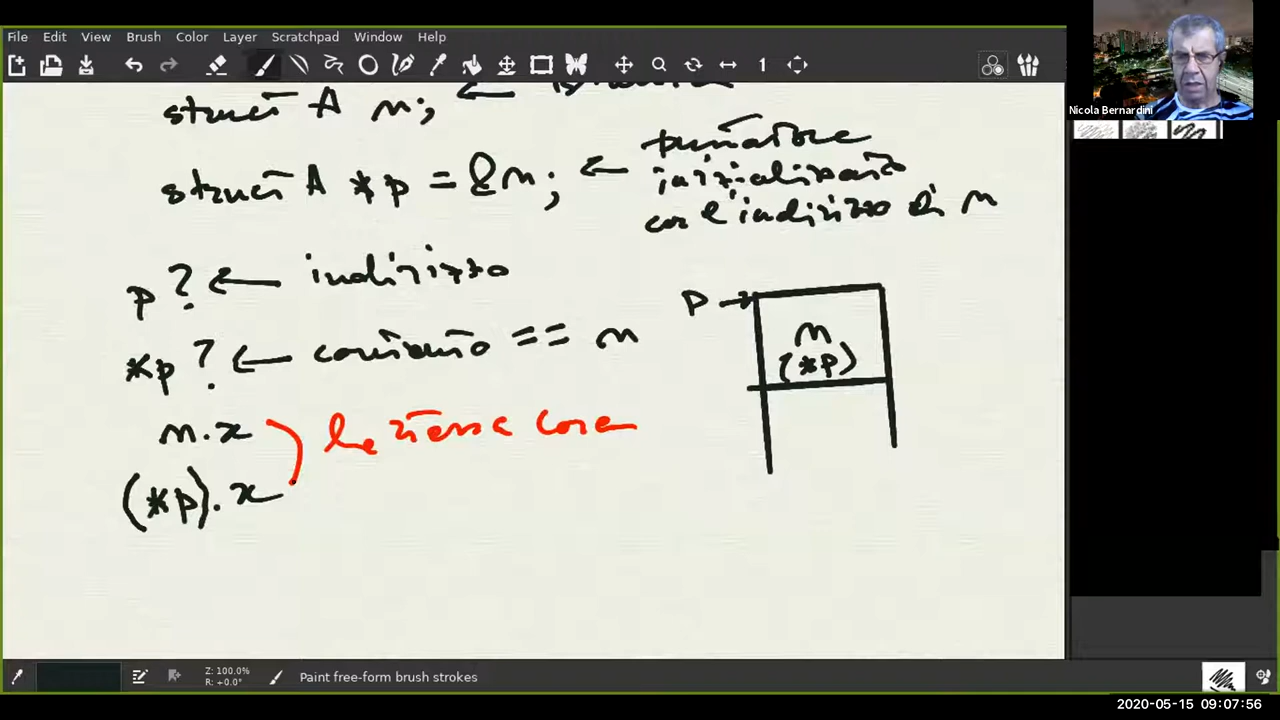 File Edit View Brush Color Layer Scratchpad Window Help
1
Nicola Bernardini
struct A m;
struct A *p = &m; ← puntatore
inizializzato
con l'indirizzo di m
p ? ← indirizzo
*p ? ← contenuto == m
m.x
(*p).x
la stessa cosa
p →
m
(*p)
Z: 100.0%
R: +0.0°
Paint free-form brush strokes
2020-05-15 09:07:56